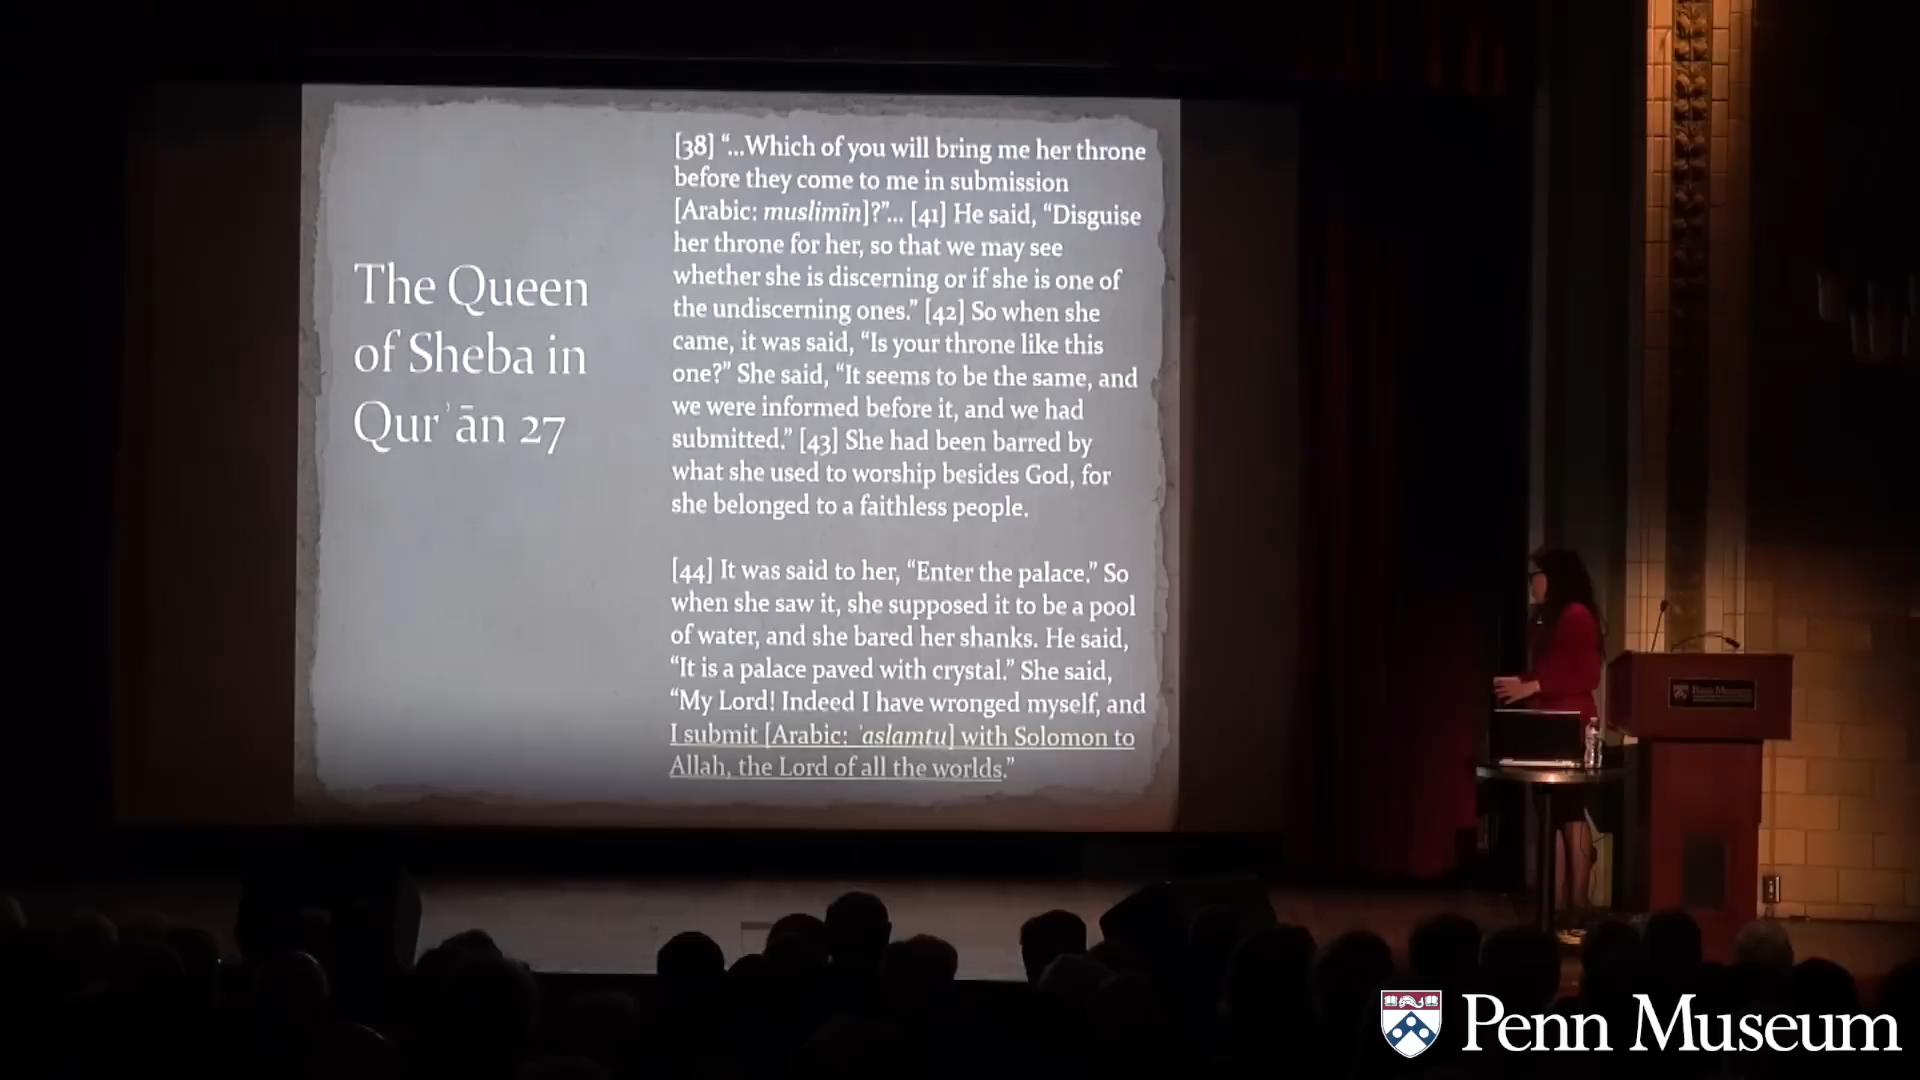 The Queen
of Sheba in
Qurʾān 27
[38] “...Which of you will bring me her throne
before they come to me in submission
[Arabic: muslimīn]?”... [41] He said, “Disguise
her throne for her, so that we may see
whether she is discerning or if she is one of
the undiscerning ones.” [42] So when she
came, it was said, “Is your throne like this
one?” She said, “It seems to be the same, and
we were informed before it, and we had
submitted.” [43] She had been barred by
what she used to worship besides God, for
she belonged to a faithless people.
[44] It was said to her, “Enter the palace.” So
when she saw it, she supposed it to be a pool
of water, and she bared her shanks. He said,
“It is a palace paved with crystal.” She said,
“My Lord! Indeed I have wronged myself, and
I submit [Arabic: ʾaslamtu] with Solomon to
Allah, the Lord of all the worlds.”
Penn Museum
Penn Museum